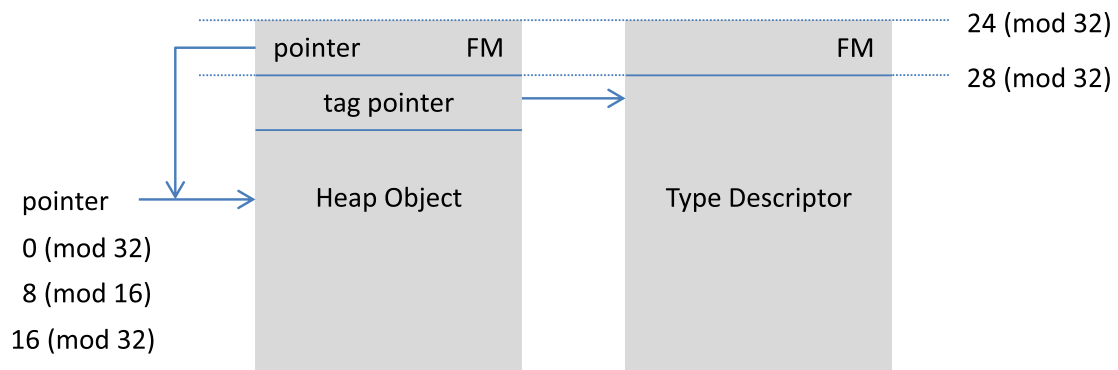 24 (mod 32)
pointer FM FM
28 (mod 32)
tag pointer
pointer Heap Object Type Descriptor
0 (mod 32)
8 (mod 16)
16 (mod 32)